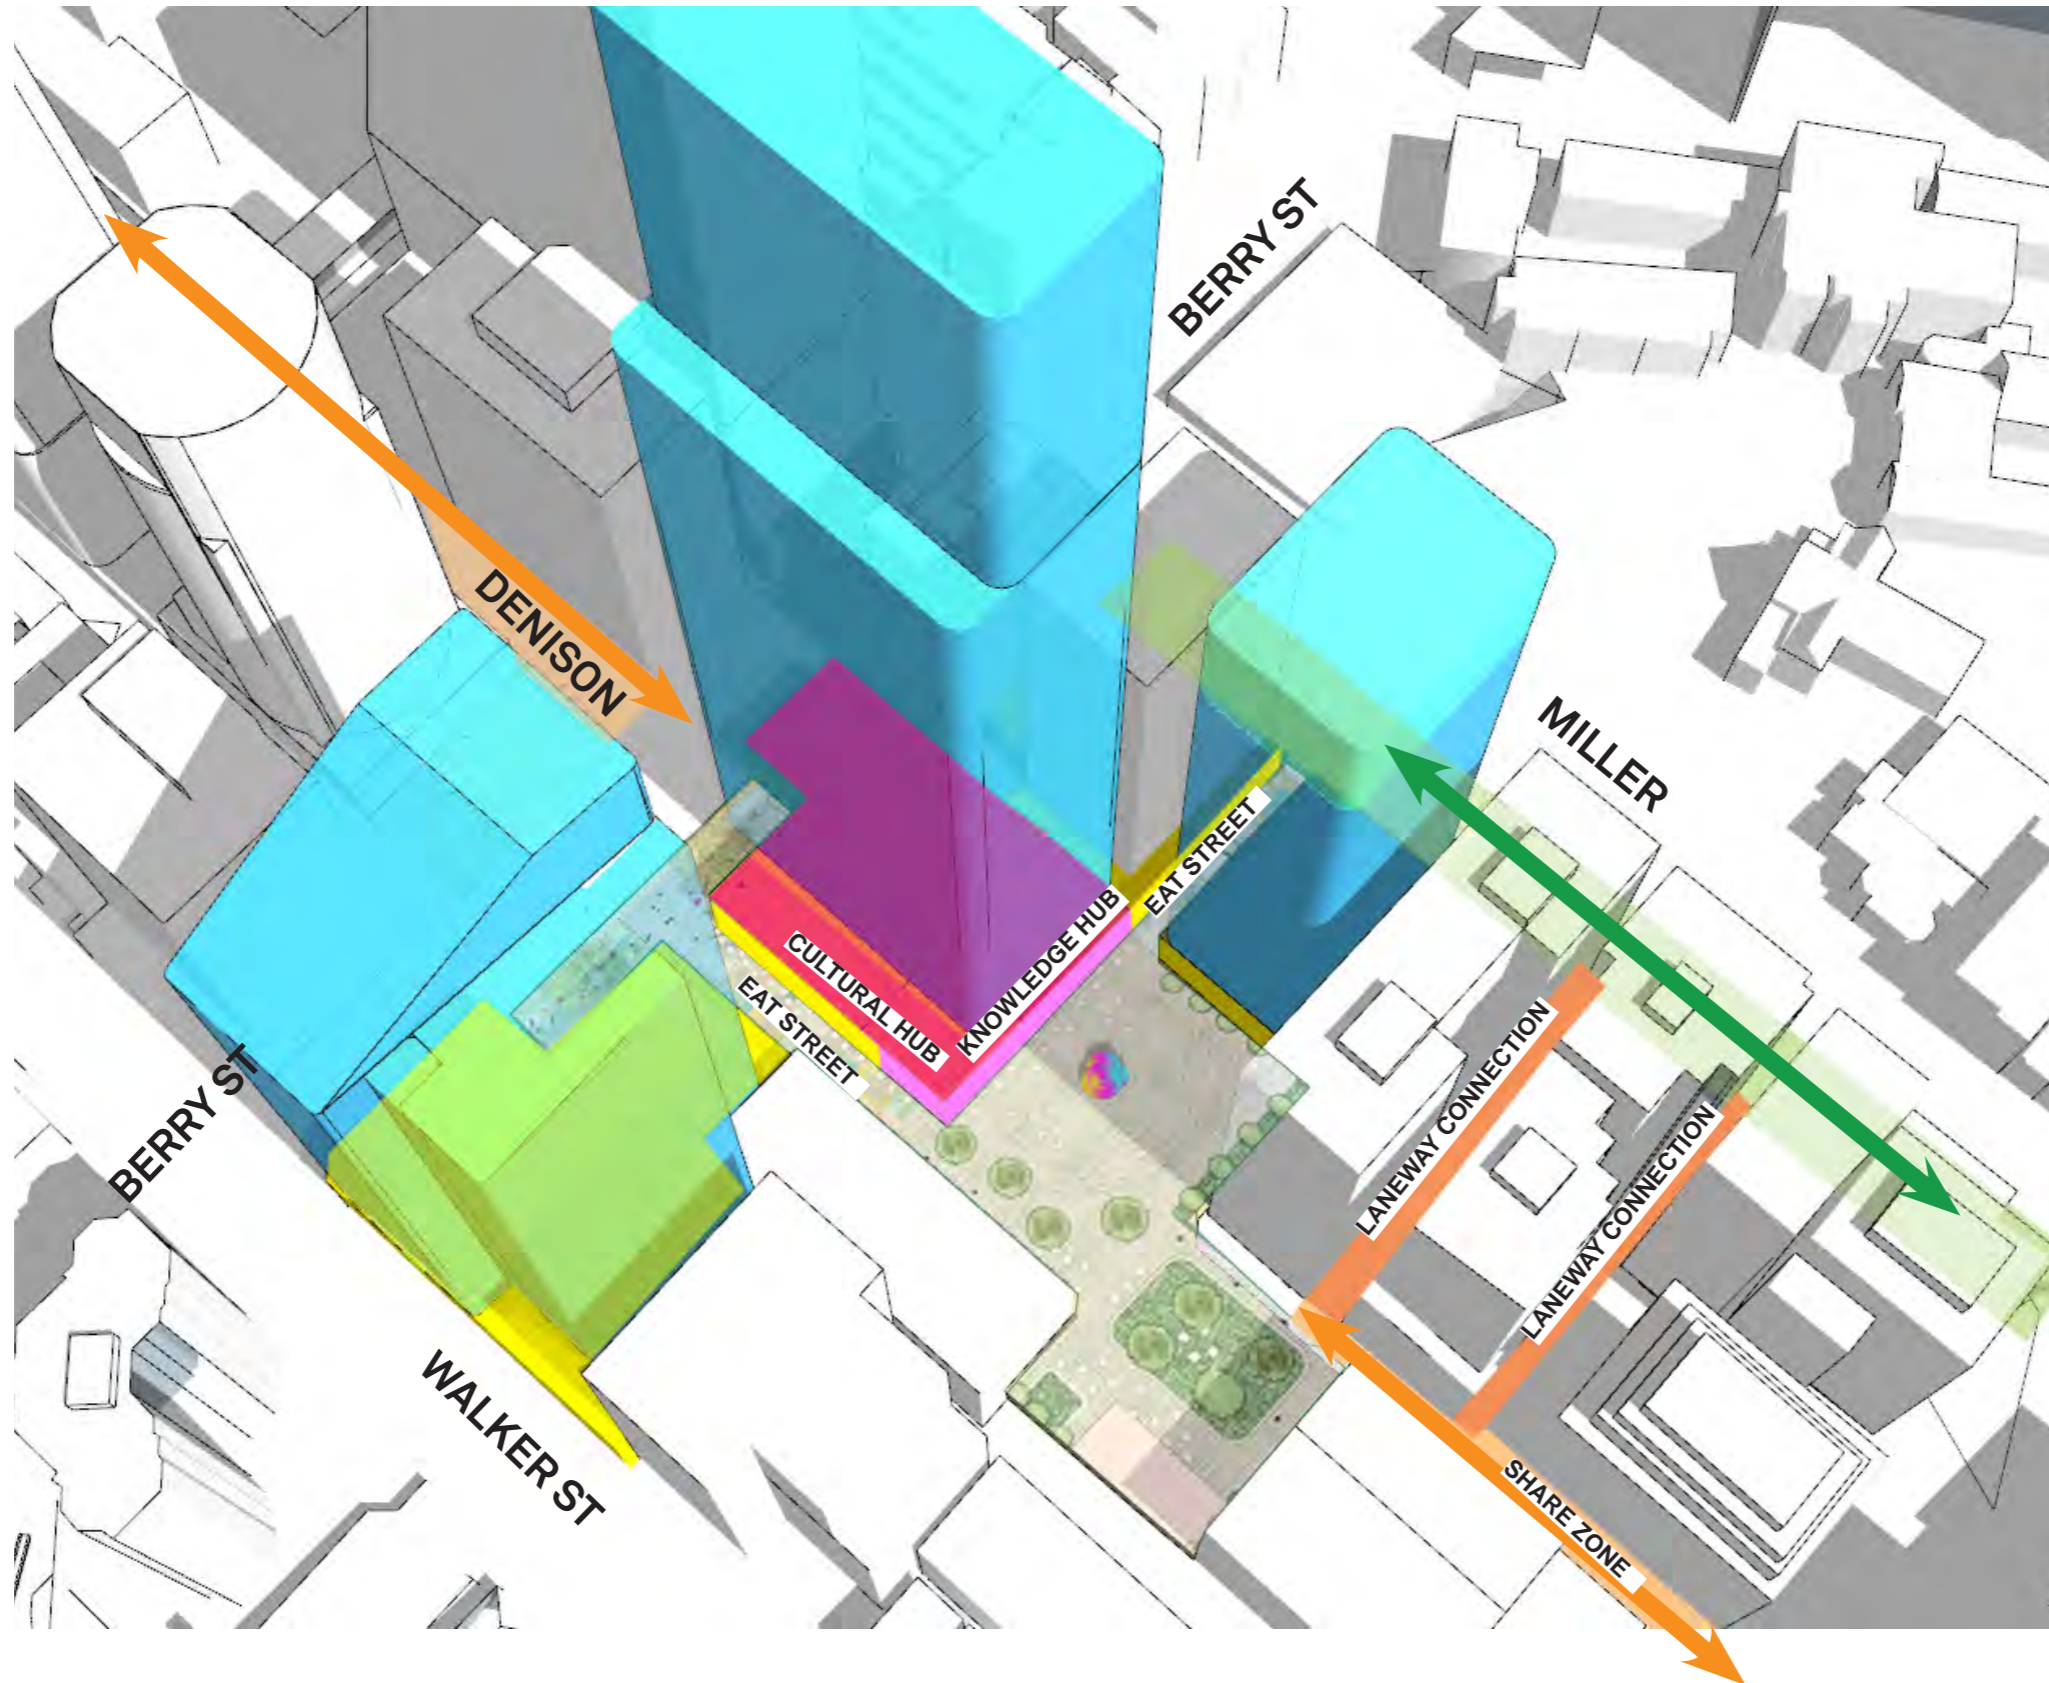 BERRY ST
DENISON
MILLER
EAT STREET
KNOWLEDGE HUB
CULTURAL HUB
EAT STREET
LANEWAY CONNECTION
LANEWAY CONNECTION
BERRY ST
WALKER ST
SHARE ZONE